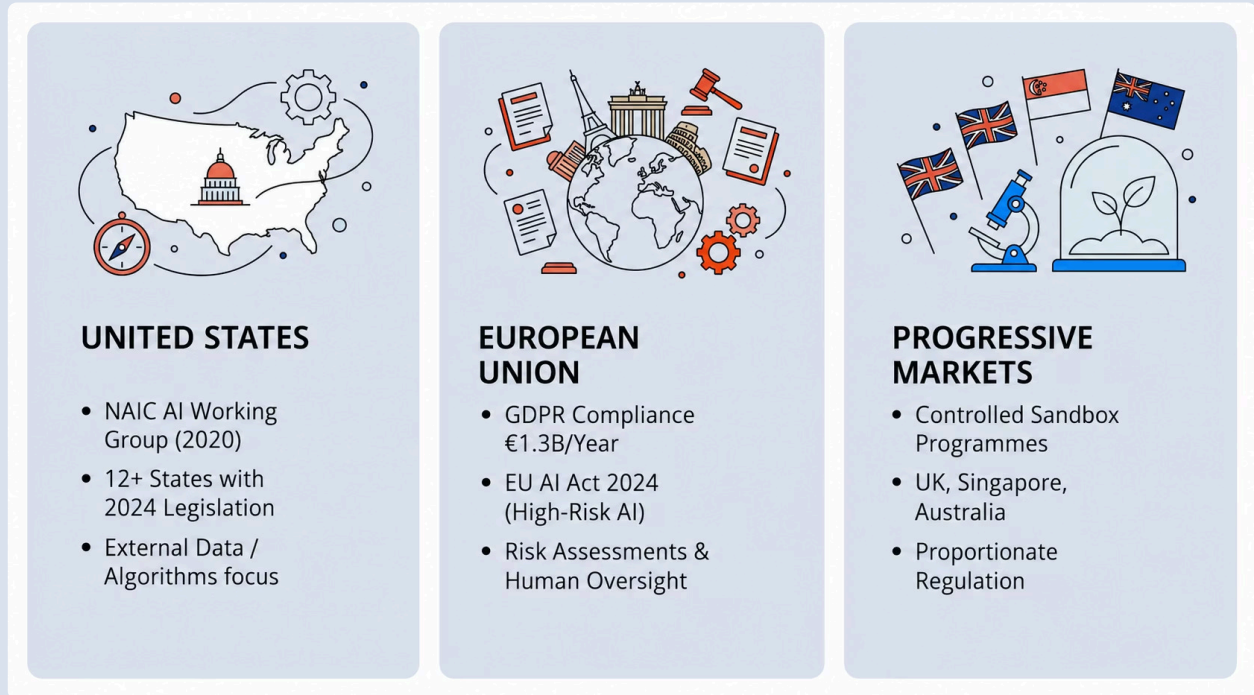 UNITED STATES
• NAIC AI Working
Group (2020)
• 12+ States with
2024 Legislation
• External Data /
Algorithms focus
EUROPEAN
UNION
• GDPR Compliance
€1.3B/Year
• EU AI Act 2024
(High-Risk AI)
• Risk Assessments &
Human Oversight
PROGRESSIVE
MARKETS
• Controlled Sandbox
Programmes
• UK, Singapore,
Australia
• Proportionate
Regulation